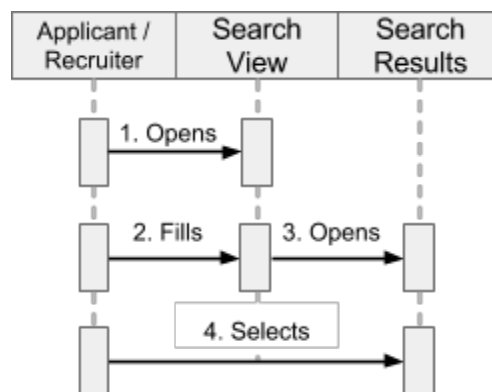 Applicant /
Recruiter
Search
View
Search
Results
1. Opens
2. Fills
3. Opens
4. Selects